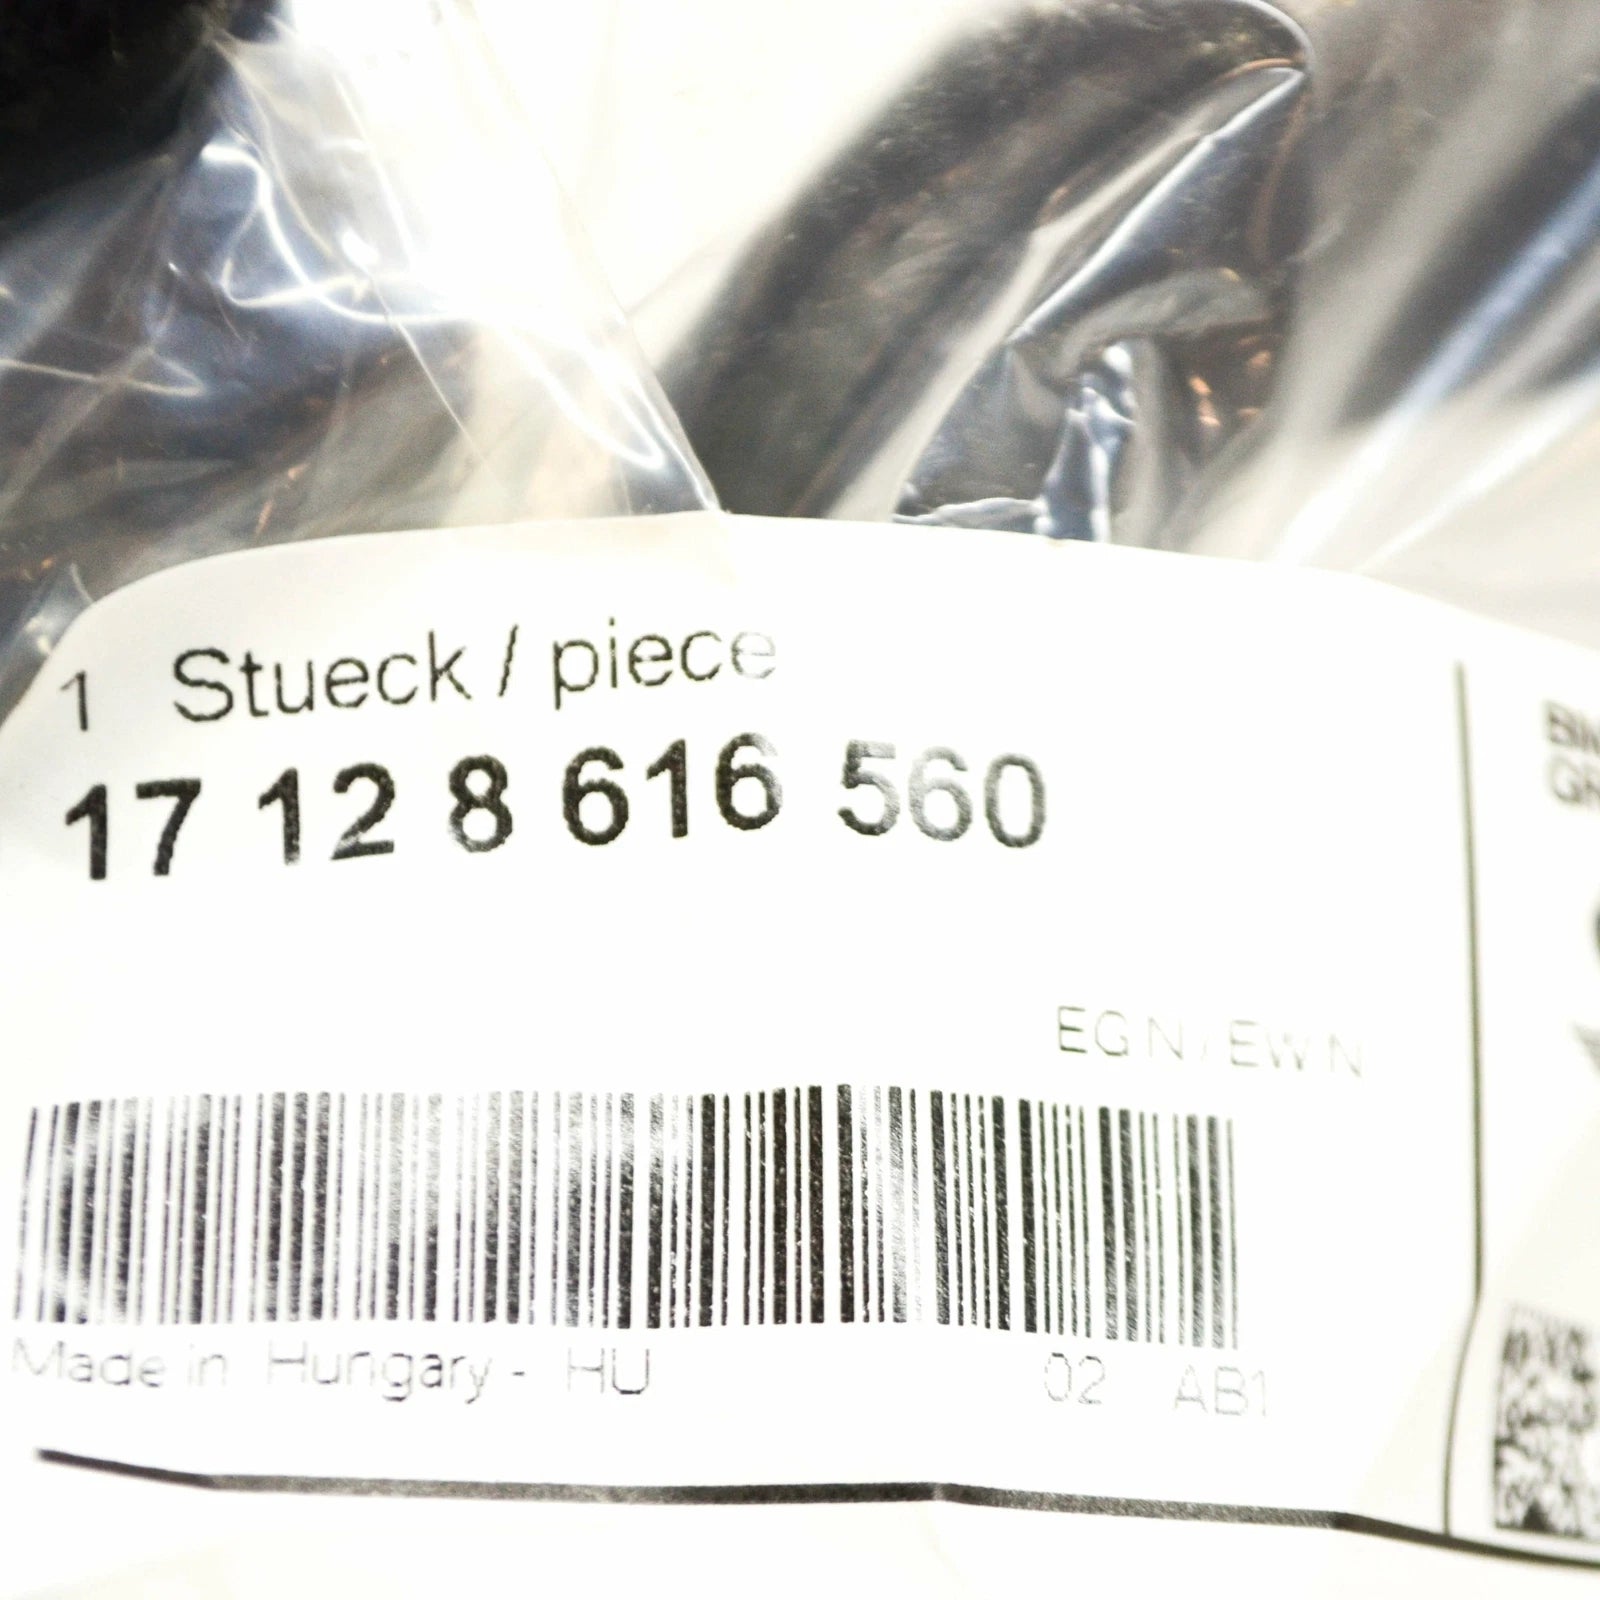 1 Stueck / piece
17 12 8 616 560
EGN/EWN
Made in Hungary - HU 02 AB1